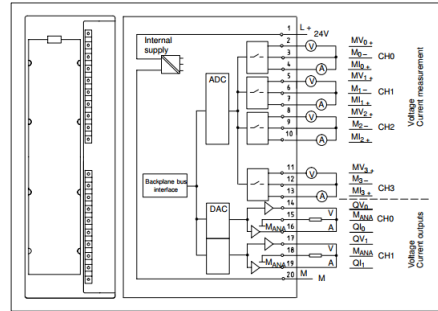 1 L + 24V
Internal
supply
2 V MV0+
3 M0− CH0
4 A MI0+
ADC
5 V MV1+
6 M1− CH1
7 A MI1+
8 V MV2+
9 M2− CH2
10 A MI2+
Voltage
Current measurement
Backplane bus
interface
11 V MV3+
12 M3− CH3
13 A MI3+
DAC
14 QV0
15 V MANA CH0
MANA 16 A QI0
17 QV1
18 V MANA CH1
MANA 19 A QI1
20 M M
Voltage
Current outputs